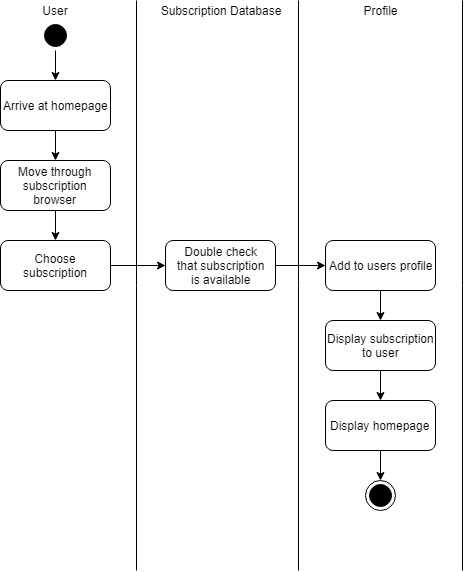 User
Subscription Database
Profile
Arrive at homepage
Move through
subscription
browser
Choose
subscription
Double check
that subscription
is available
Add to users profile
Display subscription
to user
Display homepage